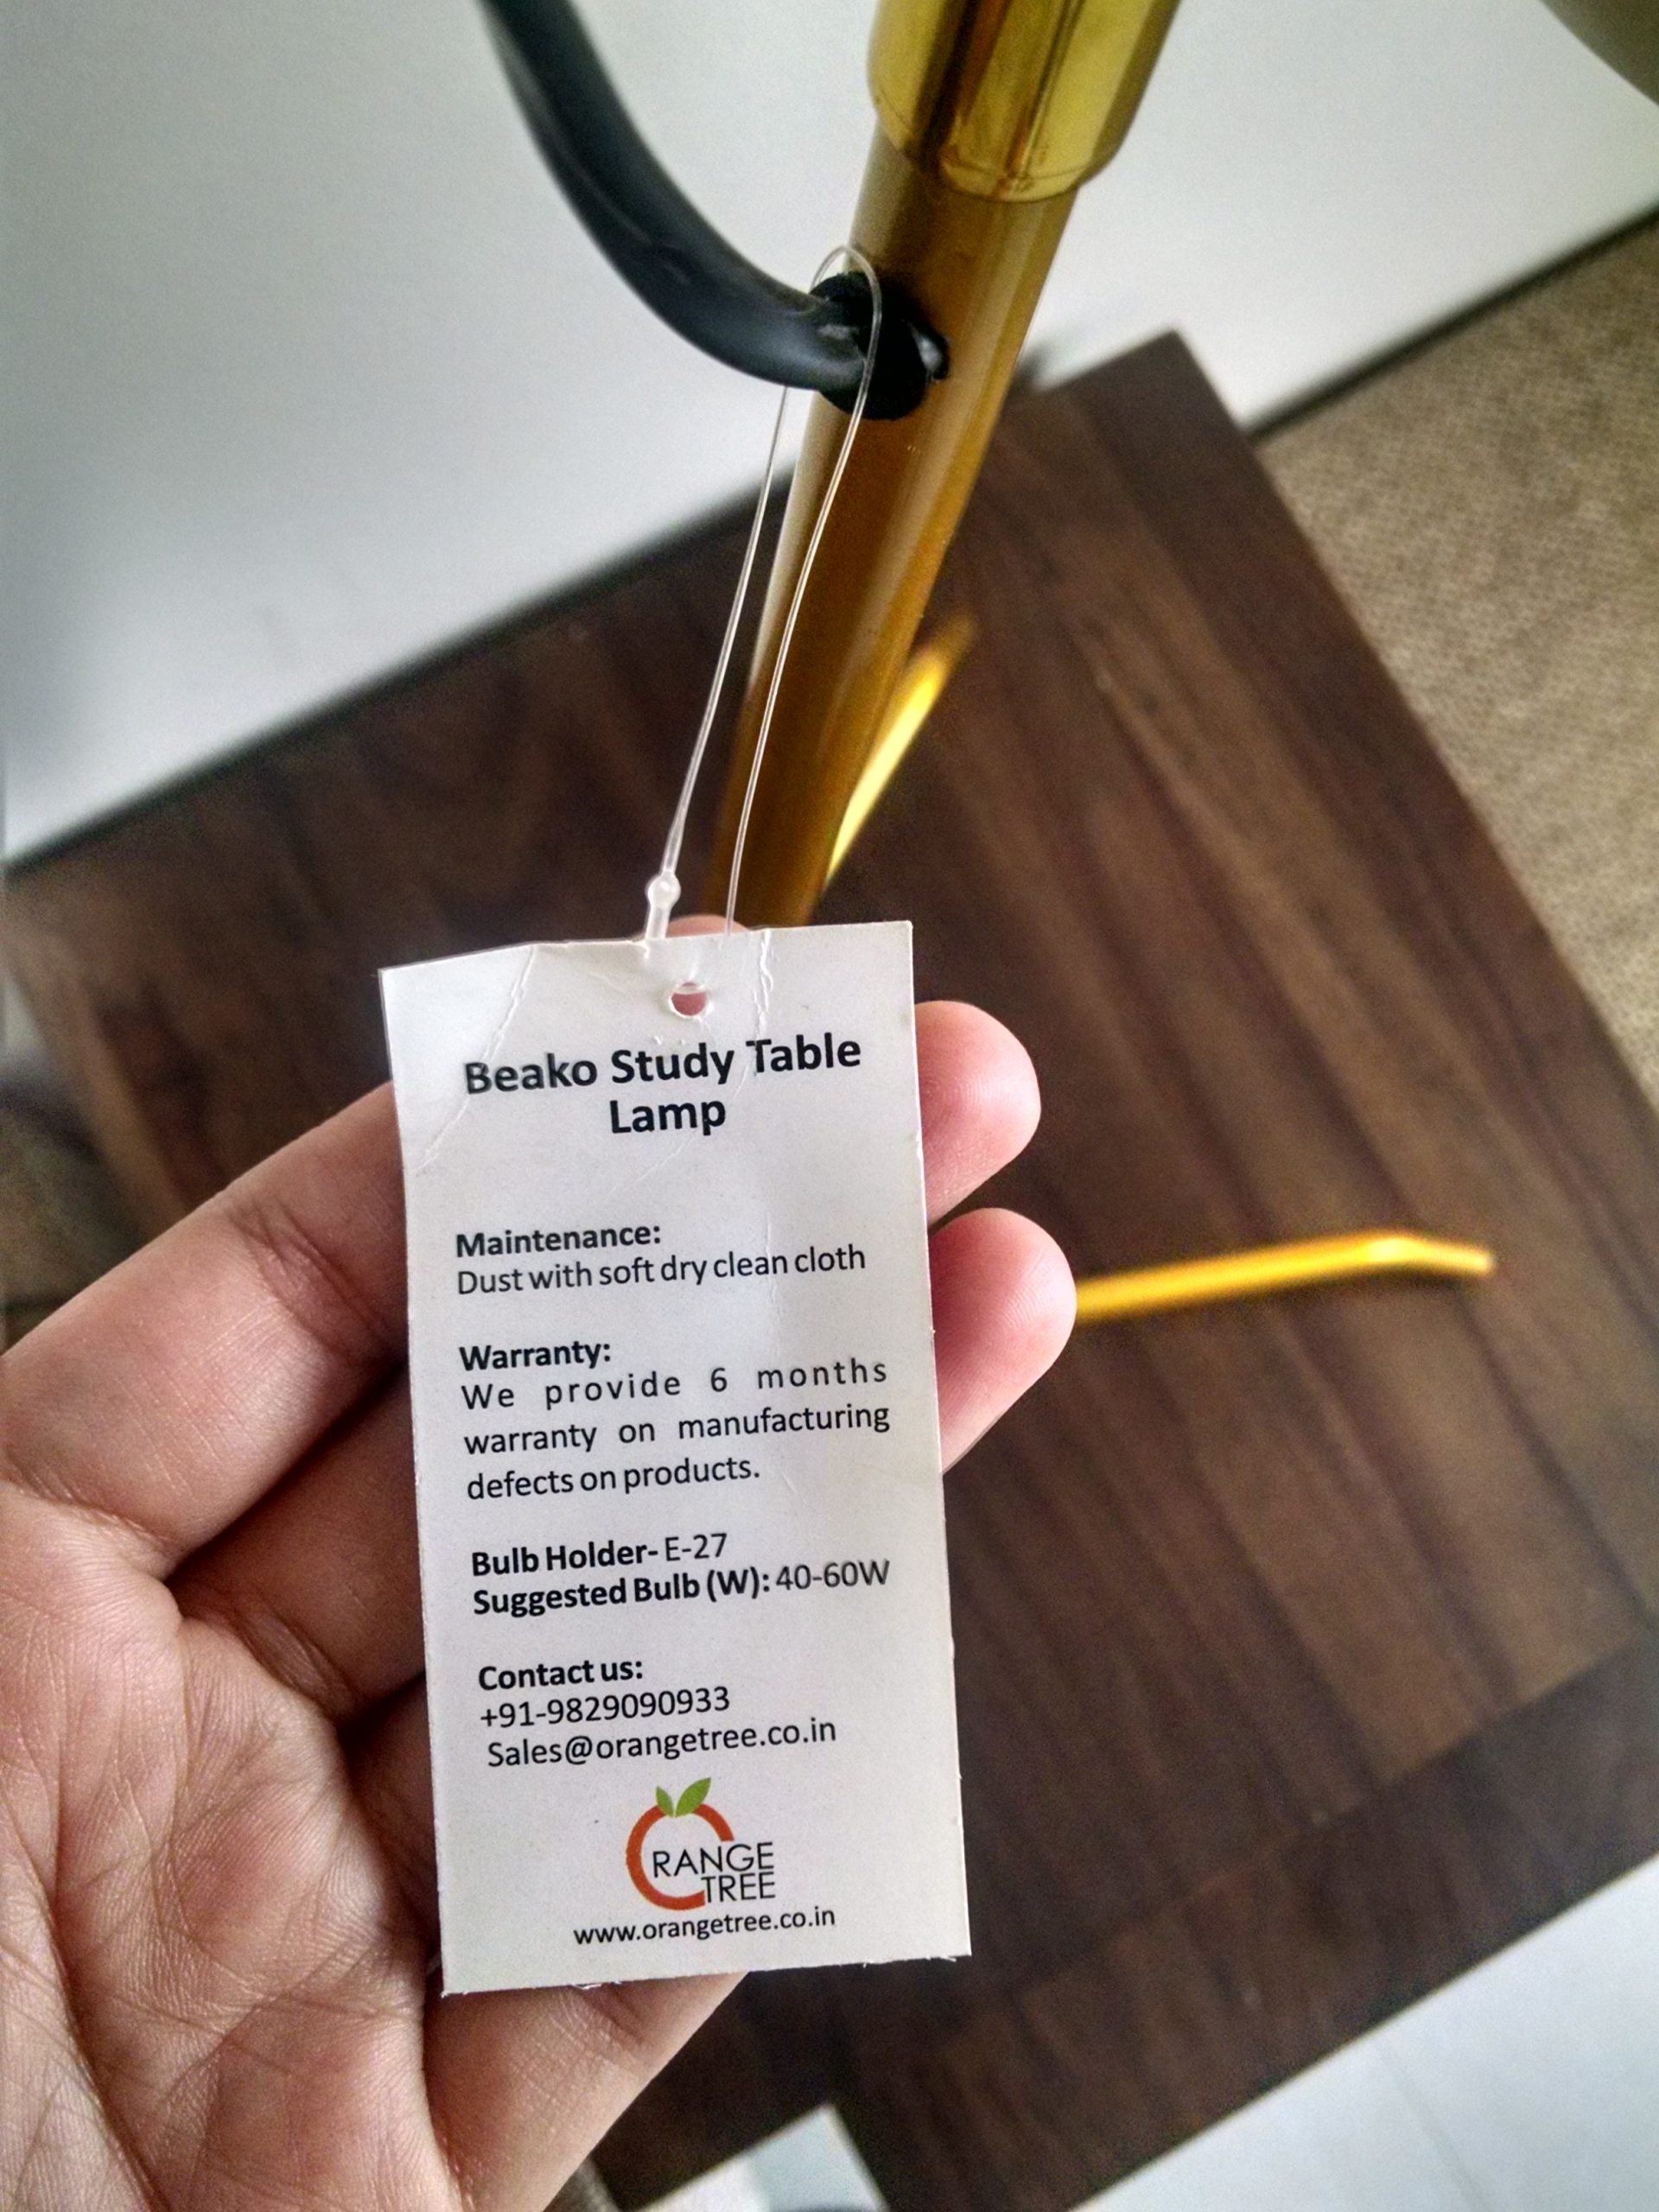 Beako Study Table
Lamp
Maintenance:
Dust with soft dry clean cloth
Warranty:
We provide 6 months
warranty on manufacturing
defects on products.
Bulb Holder- E-27
Suggested Bulb (W): 40-60W
Contact us:
+91-9829090933
Sales@orangetree.co.in
ORANGE
TREE
www.orangetree.co.in